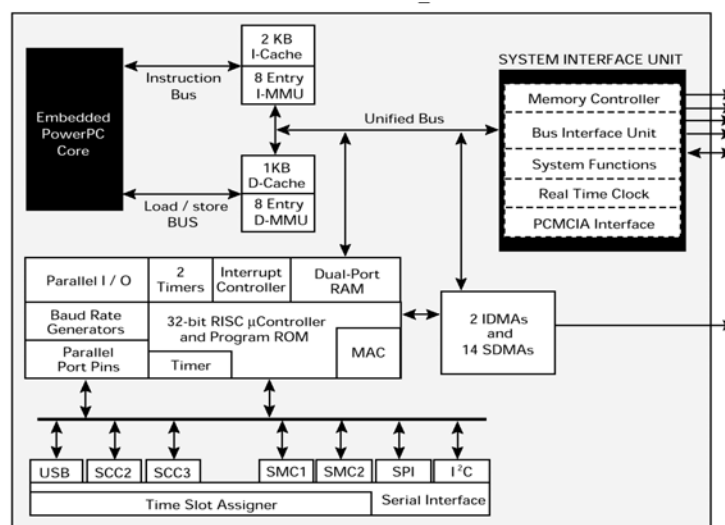 2 KB
I-Cache
8 Entry
I-MMU
Instruction
Bus
Embedded
PowerPC
Core
Unified Bus
1KB
D-Cache
8 Entry
D-MMU
Load / store
BUS
SYSTEM INTERFACE UNIT
Memory Controller
Bus Interface Unit
System Functions
Real Time Clock
PCMCIA Interface
Parallel I / O
2
Timers
Interrupt
Controller
Dual-Port
RAM
Baud Rate
Generators
Parallel
Port Pins
32-bit RISC µController
and Program ROM
Timer
MAC
2 IDMAs
and
14 SDMAs
USB
SCC2
SCC3
SMC1
SMC2
SPI
I²C
Time Slot Assigner
Serial Interface